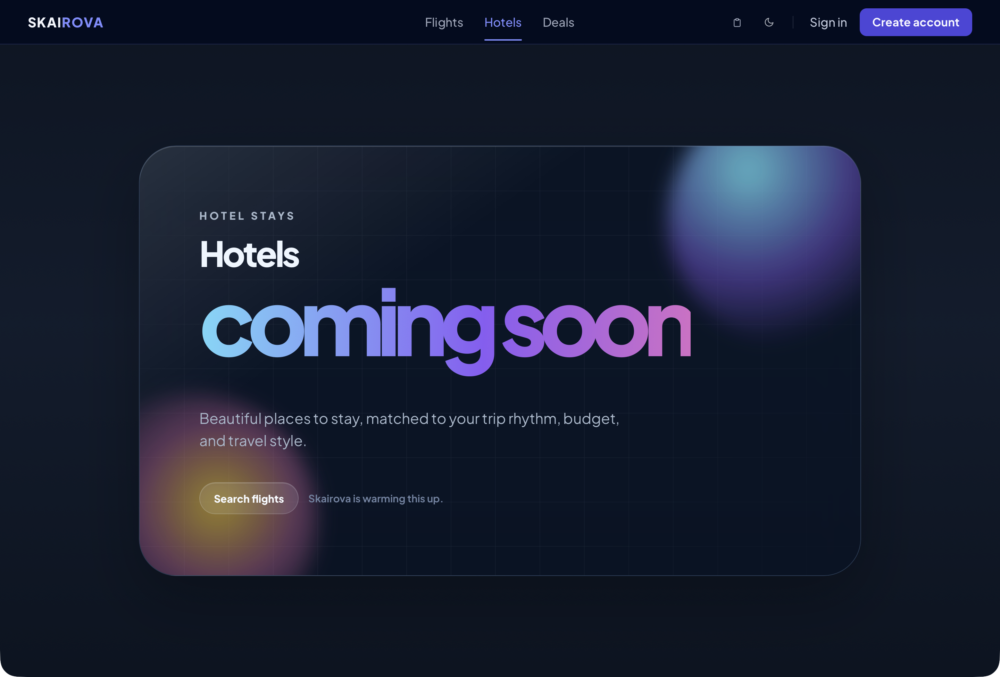 SKAIROVA
Flights
Hotels
Deals
Sign in
Create account
HOTEL STAYS
Hotels
coming soon
Beautiful places to stay, matched to your trip rhythm, budget,
and travel style.
Search flights
Skairova is warming this up.